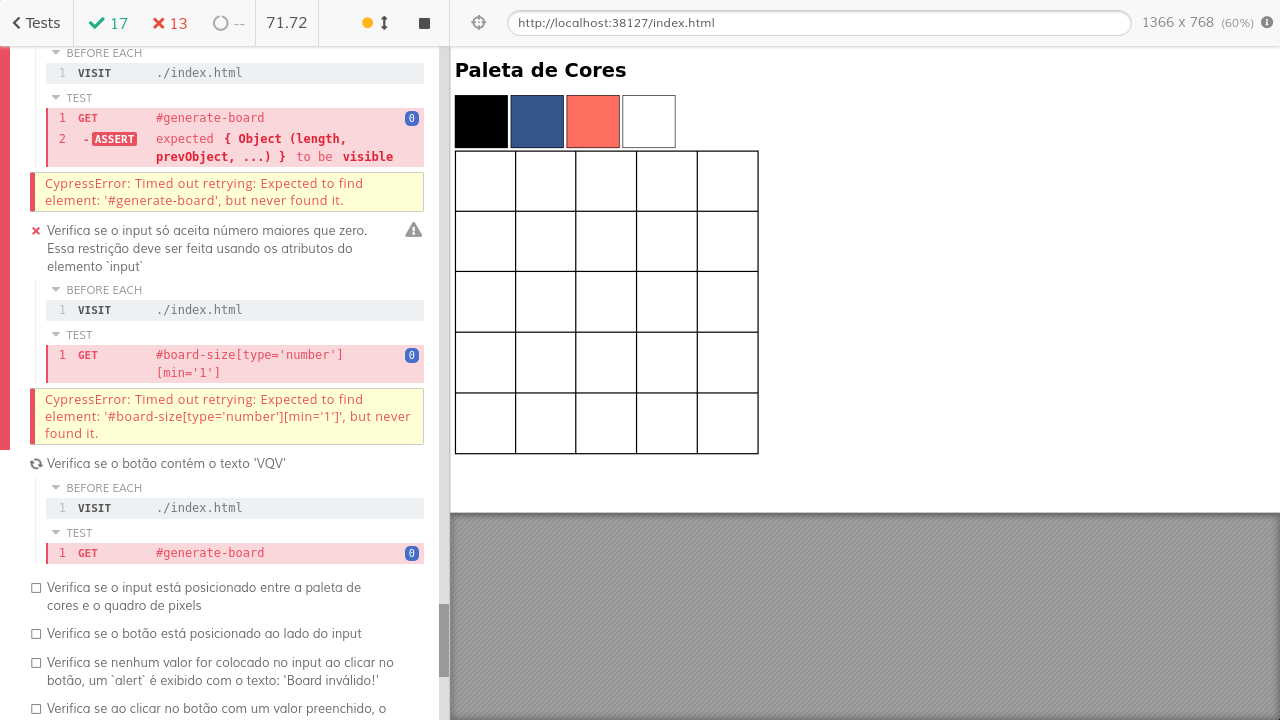 Tests
17
13
--
71.72
http://localhost:38127/index.html
1366 x 768 (60%)
BEFORE EACH
1 VISIT ./index.html
TEST
1 GET #generate-board 0
2 -ASSERT expected { Object (length,
prevObject, ...) } to be visible
CypressError: Timed out retrying: Expected to find
element: '#generate-board', but never found it.
Verifica se o input só aceita número maiores que zero.
Essa restrição deve ser feita usando os atributos do
elemento `input`
BEFORE EACH
1 VISIT ./index.html
TEST
1 GET #board-size[type='number'] 0
[min='1']
CypressError: Timed out retrying: Expected to find
element: '#board-size[type='number'][min='1']', but never
found it.
Verifica se o botão contém o texto 'VQV'
BEFORE EACH
1 VISIT ./index.html
TEST
1 GET #generate-board 0
Verifica se o input está posicionado entre a paleta de
cores e o quadro de pixels
Verifica se o botão está posicionado ao lado do input
Verifica se nenhum valor for colocado no input ao clicar no
botão, um `alert` é exibido com o texto: 'Board inválido!'
Verifica se ao clicar no botão com um valor preenchido, o
Paleta de Cores